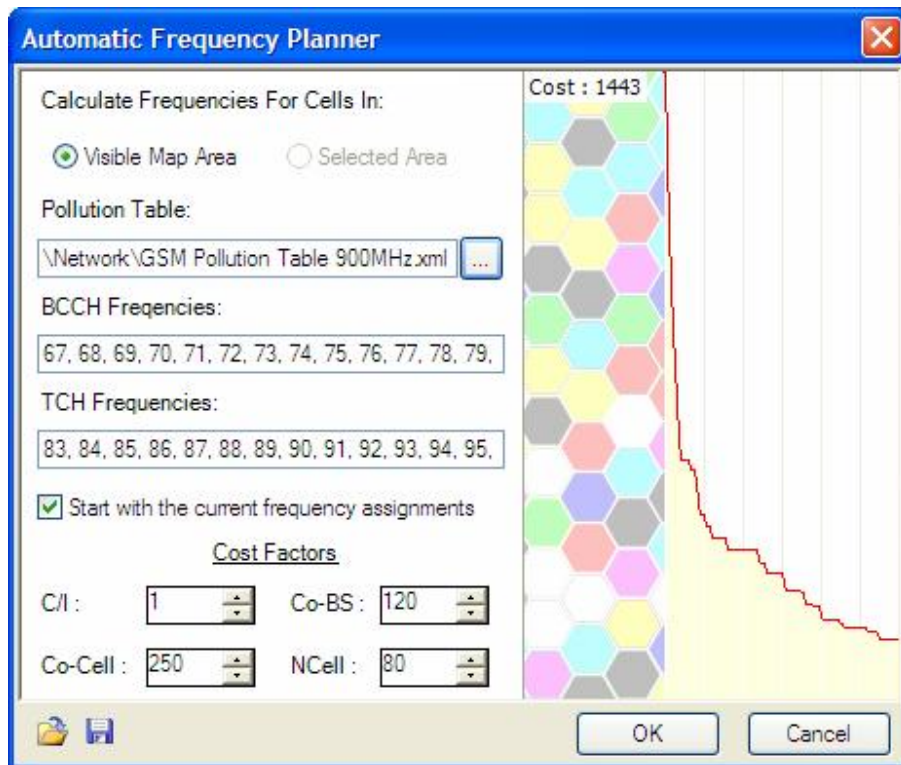 Automatic Frequency Planner
Calculate Frequencies For Cells In:
Visible Map Area Selected Area
Pollution Table:
\Network\GSM Pollution Table 900MHz.xml ...
BCCH Freqencies:
67, 68, 69, 70, 71, 72, 73, 74, 75, 76, 77, 78, 79,
TCH Frequencies:
83, 84, 85, 86, 87, 88, 89, 90, 91, 92, 93, 94, 95,
Start with the current frequency assignments
Cost Factors
C/I : 1 Co-BS : 120
Co-Cell : 250 NCell : 80
Cost : 1443
OK Cancel